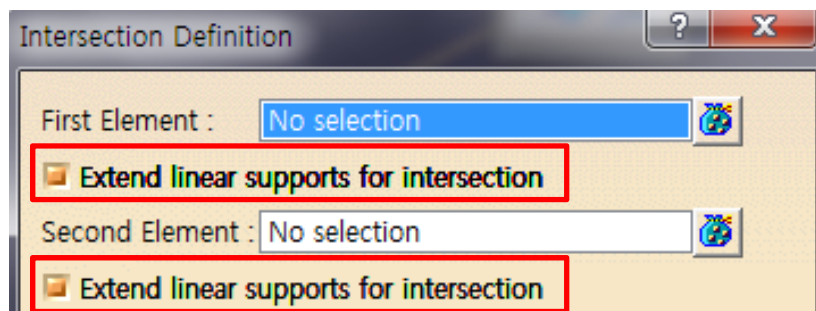 Intersection Definition
?
X
First Element :
No selection
Extend linear supports for intersection
Second Element :
No selection
Extend linear supports for intersection